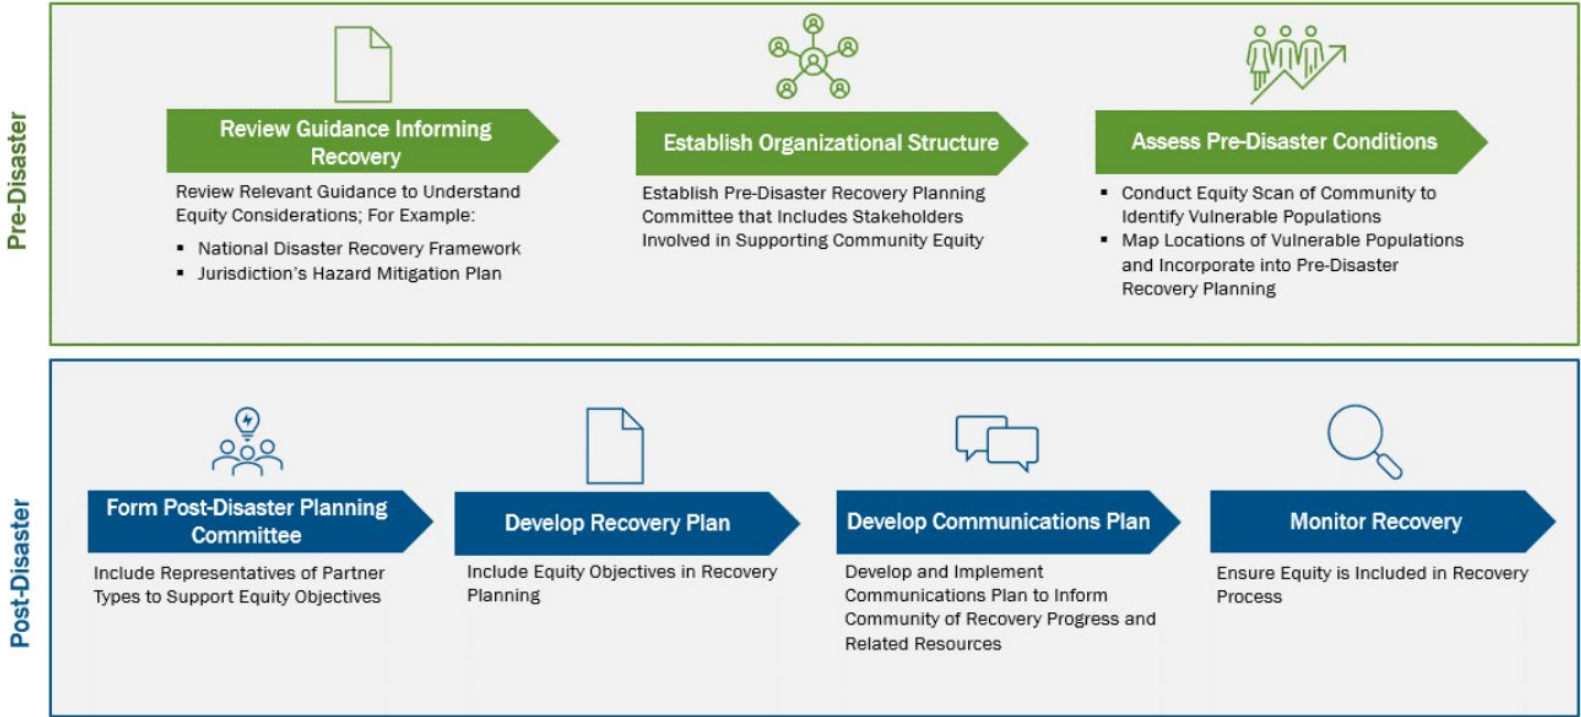 Pre-Disaster
Review Guidance Informing
Recovery
Review Relevant Guidance to Understand
Equity Considerations; For Example:
▪ National Disaster Recovery Framework
▪ Jurisdiction's Hazard Mitigation Plan
Establish Organizational Structure
Establish Pre-Disaster Recovery Planning
Committee that Includes Stakeholders
Involved in Supporting Community Equity
Assess Pre-Disaster Conditions
▪ Conduct Equity Scan of Community to
Identify Vulnerable Populations
▪ Map Locations of Vulnerable Populations
and Incorporate into Pre-Disaster
Recovery Planning
Post-Disaster
Form Post-Disaster Planning
Committee
Include Representatives of Partner
Types to Support Equity Objectives
Develop Recovery Plan
Include Equity Objectives in Recovery
Planning
Develop Communications Plan
Develop and Implement
Communications Plan to Inform
Community of Recovery Progress and
Related Resources
Monitor Recovery
Ensure Equity is Included in Recovery
Process